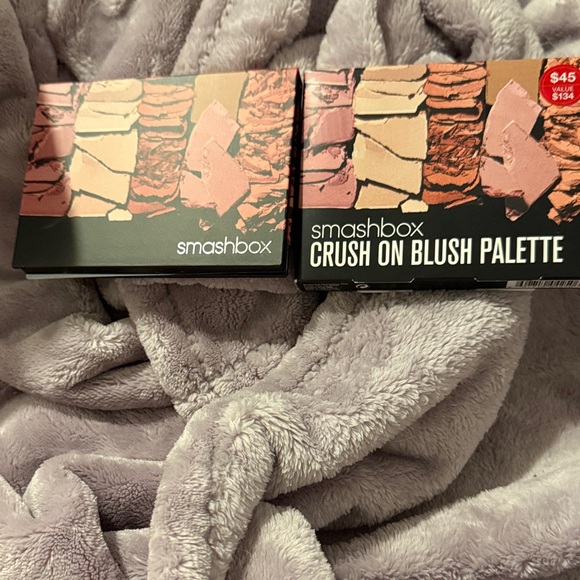 smashbox
smashbox
CRUSH ON BLUSH PALETTE
$45
VALUE
$134